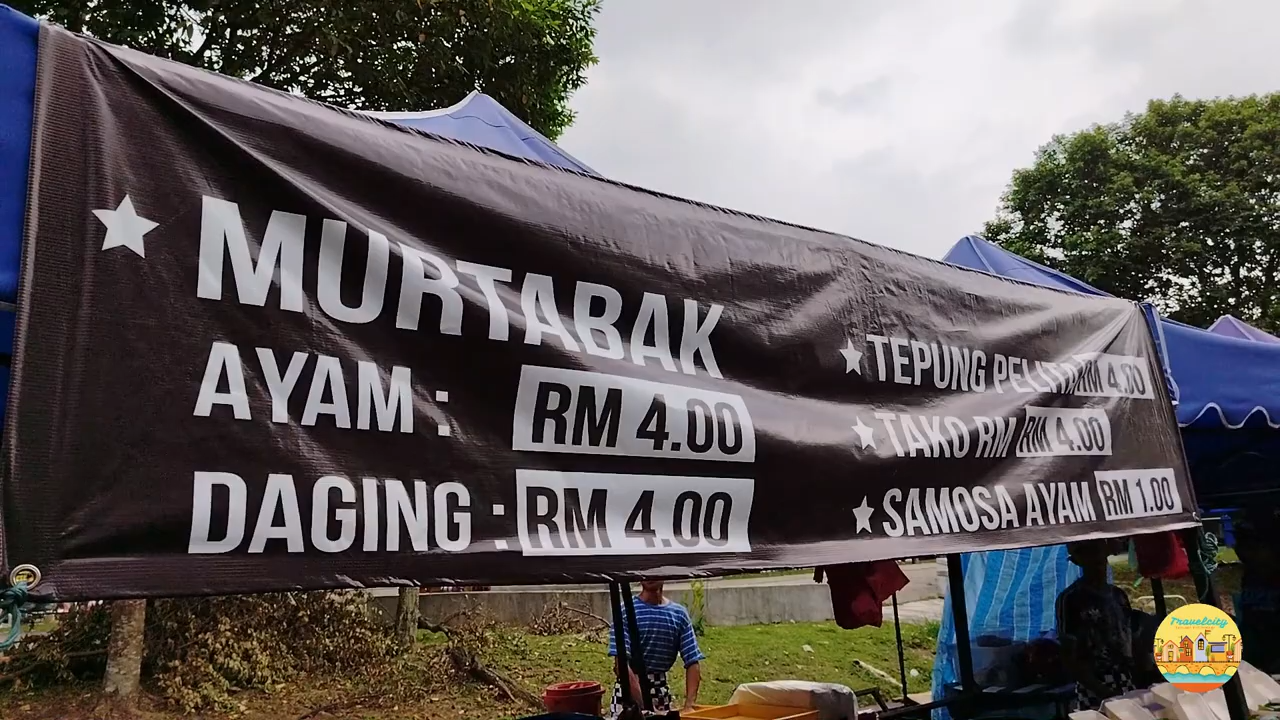 MURTABAK
AYAM : RM 4.00
DAGING : RM 4.00
TEPUNG PELITA RM 4.00
TAKO RM RM 4.00
SAMOSA AYAM RM 1.00
Travelcity